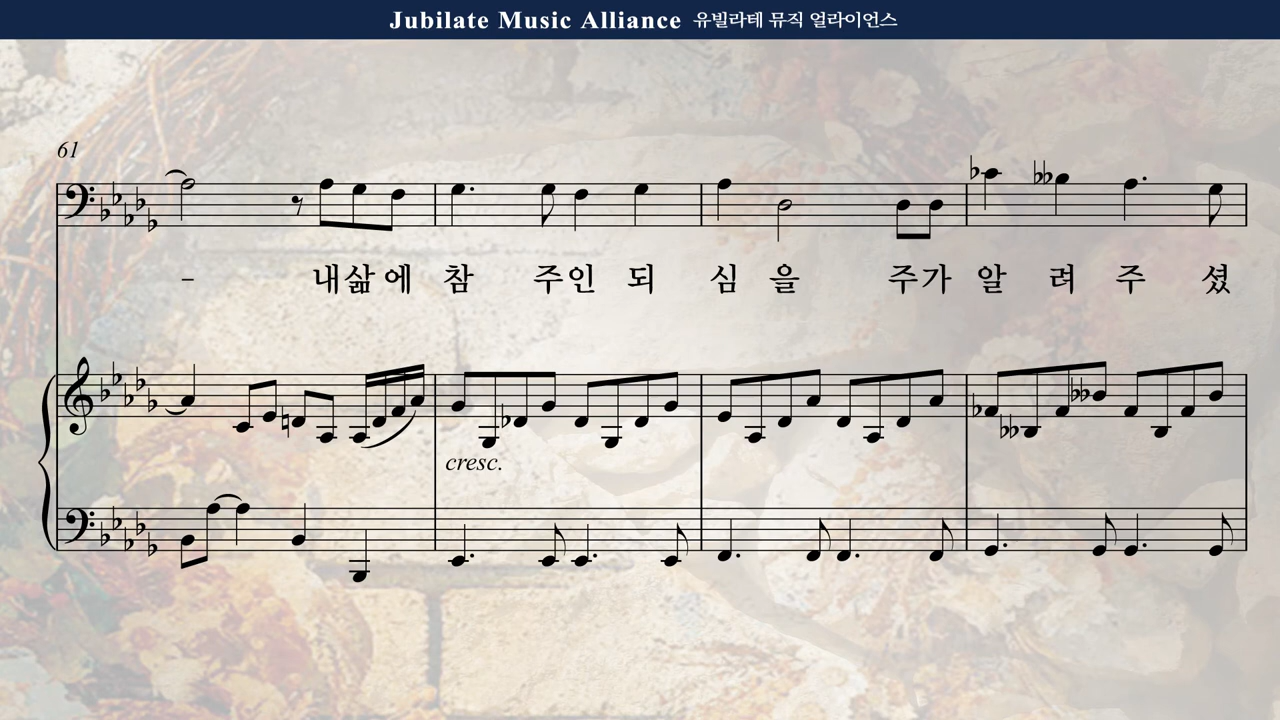 Jubilate Music Alliance 유빌라테 뮤직 얼라이언스
61
- 내삶에 참 주인 되 심 을 주가 알 려 주 셨
cresc.